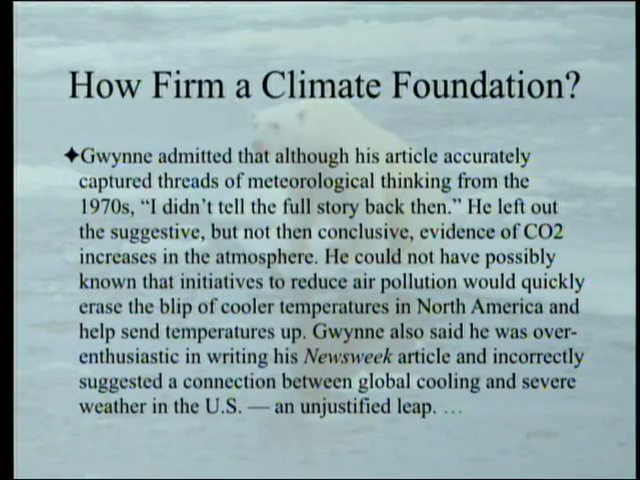 How Firm a Climate Foundation?
✦Gwynne admitted that although his article accurately
captured threads of meteorological thinking from the
1970s, “I didn’t tell the full story back then.” He left out
the suggestive, but not then conclusive, evidence of CO2
increases in the atmosphere. He could not have possibly
known that initiatives to reduce air pollution would quickly
erase the blip of cooler temperatures in North America and
help send temperatures up. Gwynne also said he was over-
enthusiastic in writing his Newsweek article and incorrectly
suggested a connection between global cooling and severe
weather in the U.S. — an unjustified leap. …